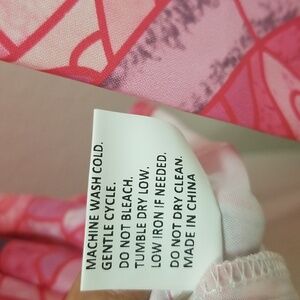 MACHINE WASH COLD.
GENTLE CYCLE.
DO NOT BLEACH.
TUMBLE DRY LOW.
LOW IRON IF NEEDED.
DO NOT DRY CLEAN.
MADE IN CHINA